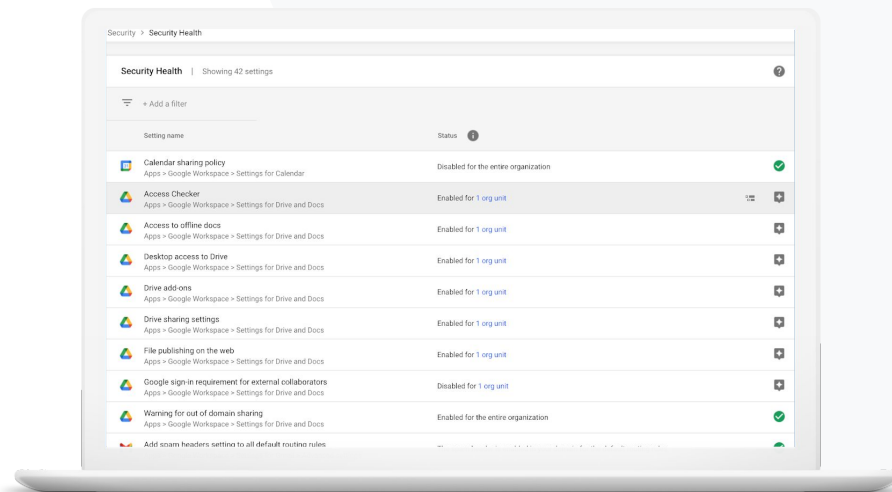 Security > Security Health
Security Health | Showing 42 settings
+ Add a filter
Setting name Status
Calendar sharing policy
Apps > Google Workspace > Settings for Calendar
Disabled for the entire organization
Access Checker
Apps > Google Workspace > Settings for Drive and Docs
Enabled for 1 org unit
Access to offline docs
Apps > Google Workspace > Settings for Drive and Docs
Enabled for 1 org unit
Desktop access to Drive
Apps > Google Workspace > Settings for Drive and Docs
Enabled for 1 org unit
Drive add-ons
Apps > Google Workspace > Settings for Drive and Docs
Enabled for 1 org unit
Drive sharing settings
Apps > Google Workspace > Settings for Drive and Docs
Enabled for 1 org unit
File publishing on the web
Apps > Google Workspace > Settings for Drive and Docs
Enabled for 1 org unit
Google sign-in requirement for external collaborators
Apps > Google Workspace > Settings for Drive and Docs
Disabled for 1 org unit
Warning for out of domain sharing
Apps > Google Workspace > Settings for Drive and Docs
Enabled for the entire organization
Add spam headers setting to all default routing rules